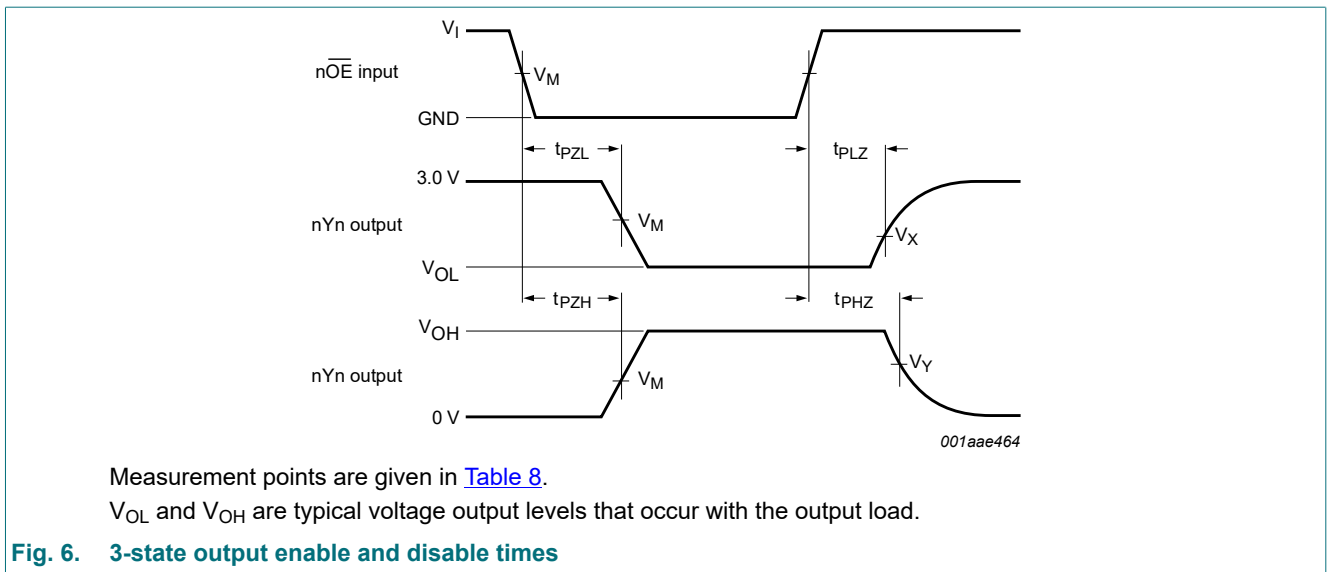 V_I
nO̅E̅ input
V_M
GND
t_PZL
t_PLZ
3.0 V
nYn output
V_M
V_X
V_OL
t_PZH
t_PHZ
V_OH
nYn output
V_M
V_Y
0 V
001aae464
Measurement points are given in Table 8.
V_OL and V_OH are typical voltage output levels that occur with the output load.
Fig. 6. 3-state output enable and disable times